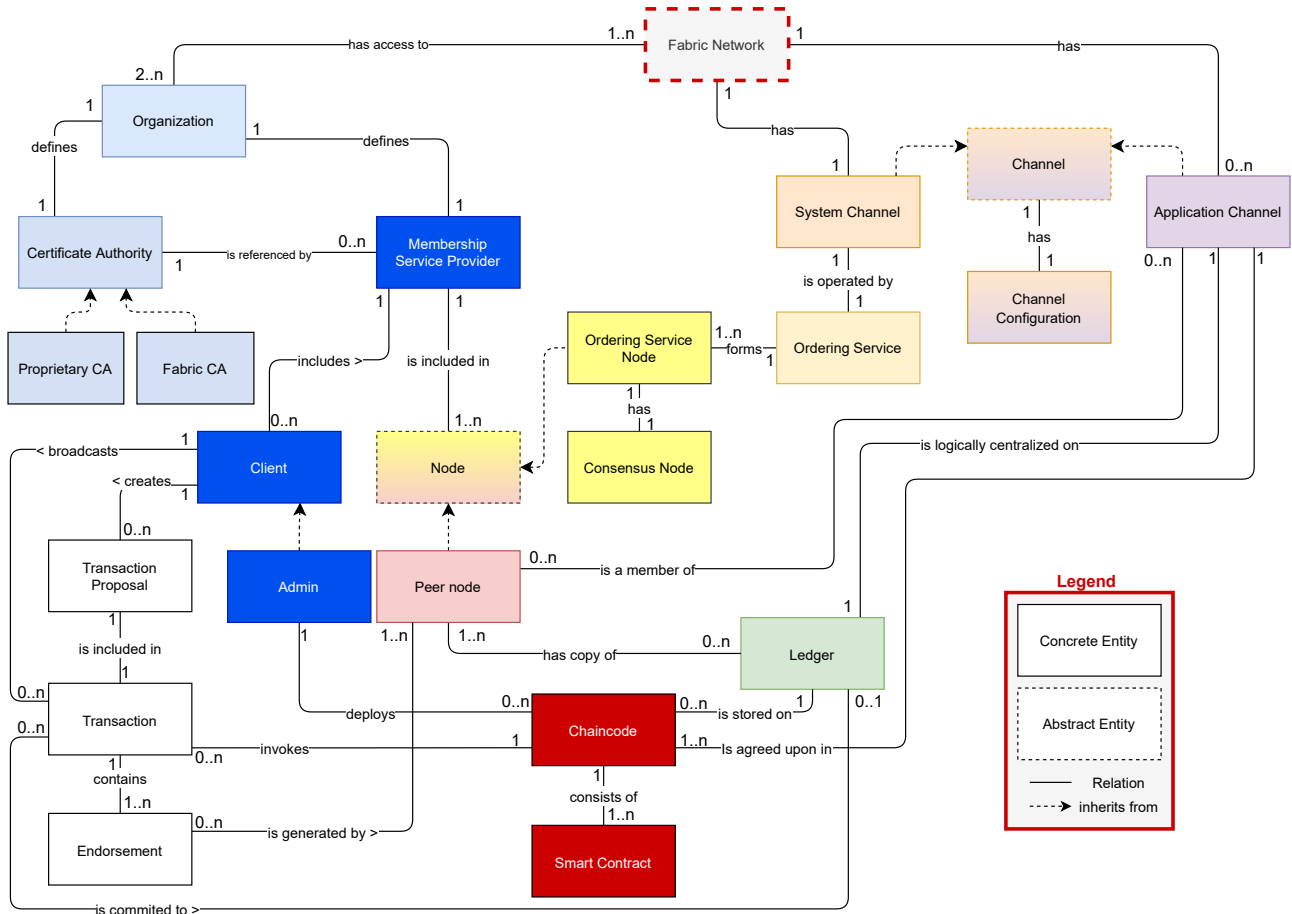 has access to
1..n
Fabric Network
1
has
2..n
1
Organization
1
defines
1
has
defines
1
1
1
Channel
0..n
System Channel
Application Channel
1
1
1
Certificate Authority
1
is referenced by
0..n
Membership
Service Provider
has
1
is operated by
1
1
0..n
1
1
Channel
Configuration
Proprietary CA
Fabric CA
1
1
includes >
is included in
0..n
1..n
Ordering Service
Node
1..n
forms
1
Ordering Service
1
has
1
Consensus Node
< broadcasts
1
Client
Node
< creates
1
0..n
is logically centralized on
Transaction
Proposal
Admin
Peer node
0..n
is a member of
1
is included in
1
1
1..n
1..n
has copy of
0..n
1
Ledger
0..n
Transaction
0..n
0..n
deploys
0..n
Chaincode
0..n
is stored on
1
0..1
invokes
1
1..n
Is agreed upon in
1
contains
1..n
1
consists of
1..n
Endorsement
0..n
is generated by >
Smart Contract
is commited to >
Legend
Concrete Entity
Abstract Entity
Relation
inherits from